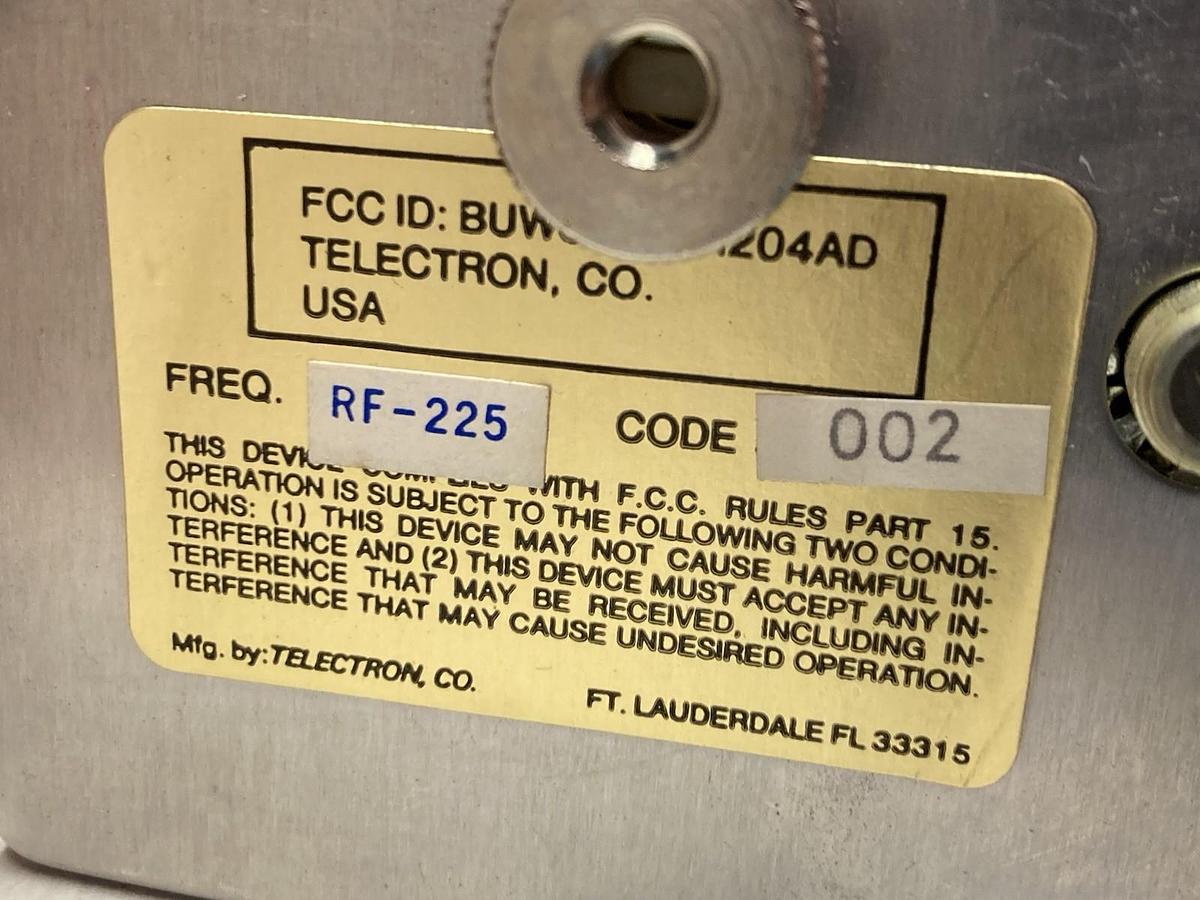 FCC ID: BUW 204AD
TELECTRON, CO.
USA
FREQ. RF-225 CODE 002
THIS WITH F.C.C. RULES PART 15.
OPERATION IS SUBJECT TO THE FOLLOWING TWO CONDI-
TIONS: (1) THIS DEVICE MAY NOT CAUSE HARMFUL IN-
TERFERENCE AND (2) THIS DEVICE MUST ACCEPT ANY IN-
TERFERENCE THAT MAY BE RECEIVED, INCLUDING IN-
TERFERENCE THAT MAY CAUSE UNDESIRED OPERATION.
Mfg. by: TELECTRON, CO.
FT. LAUDERDALE FL 33315